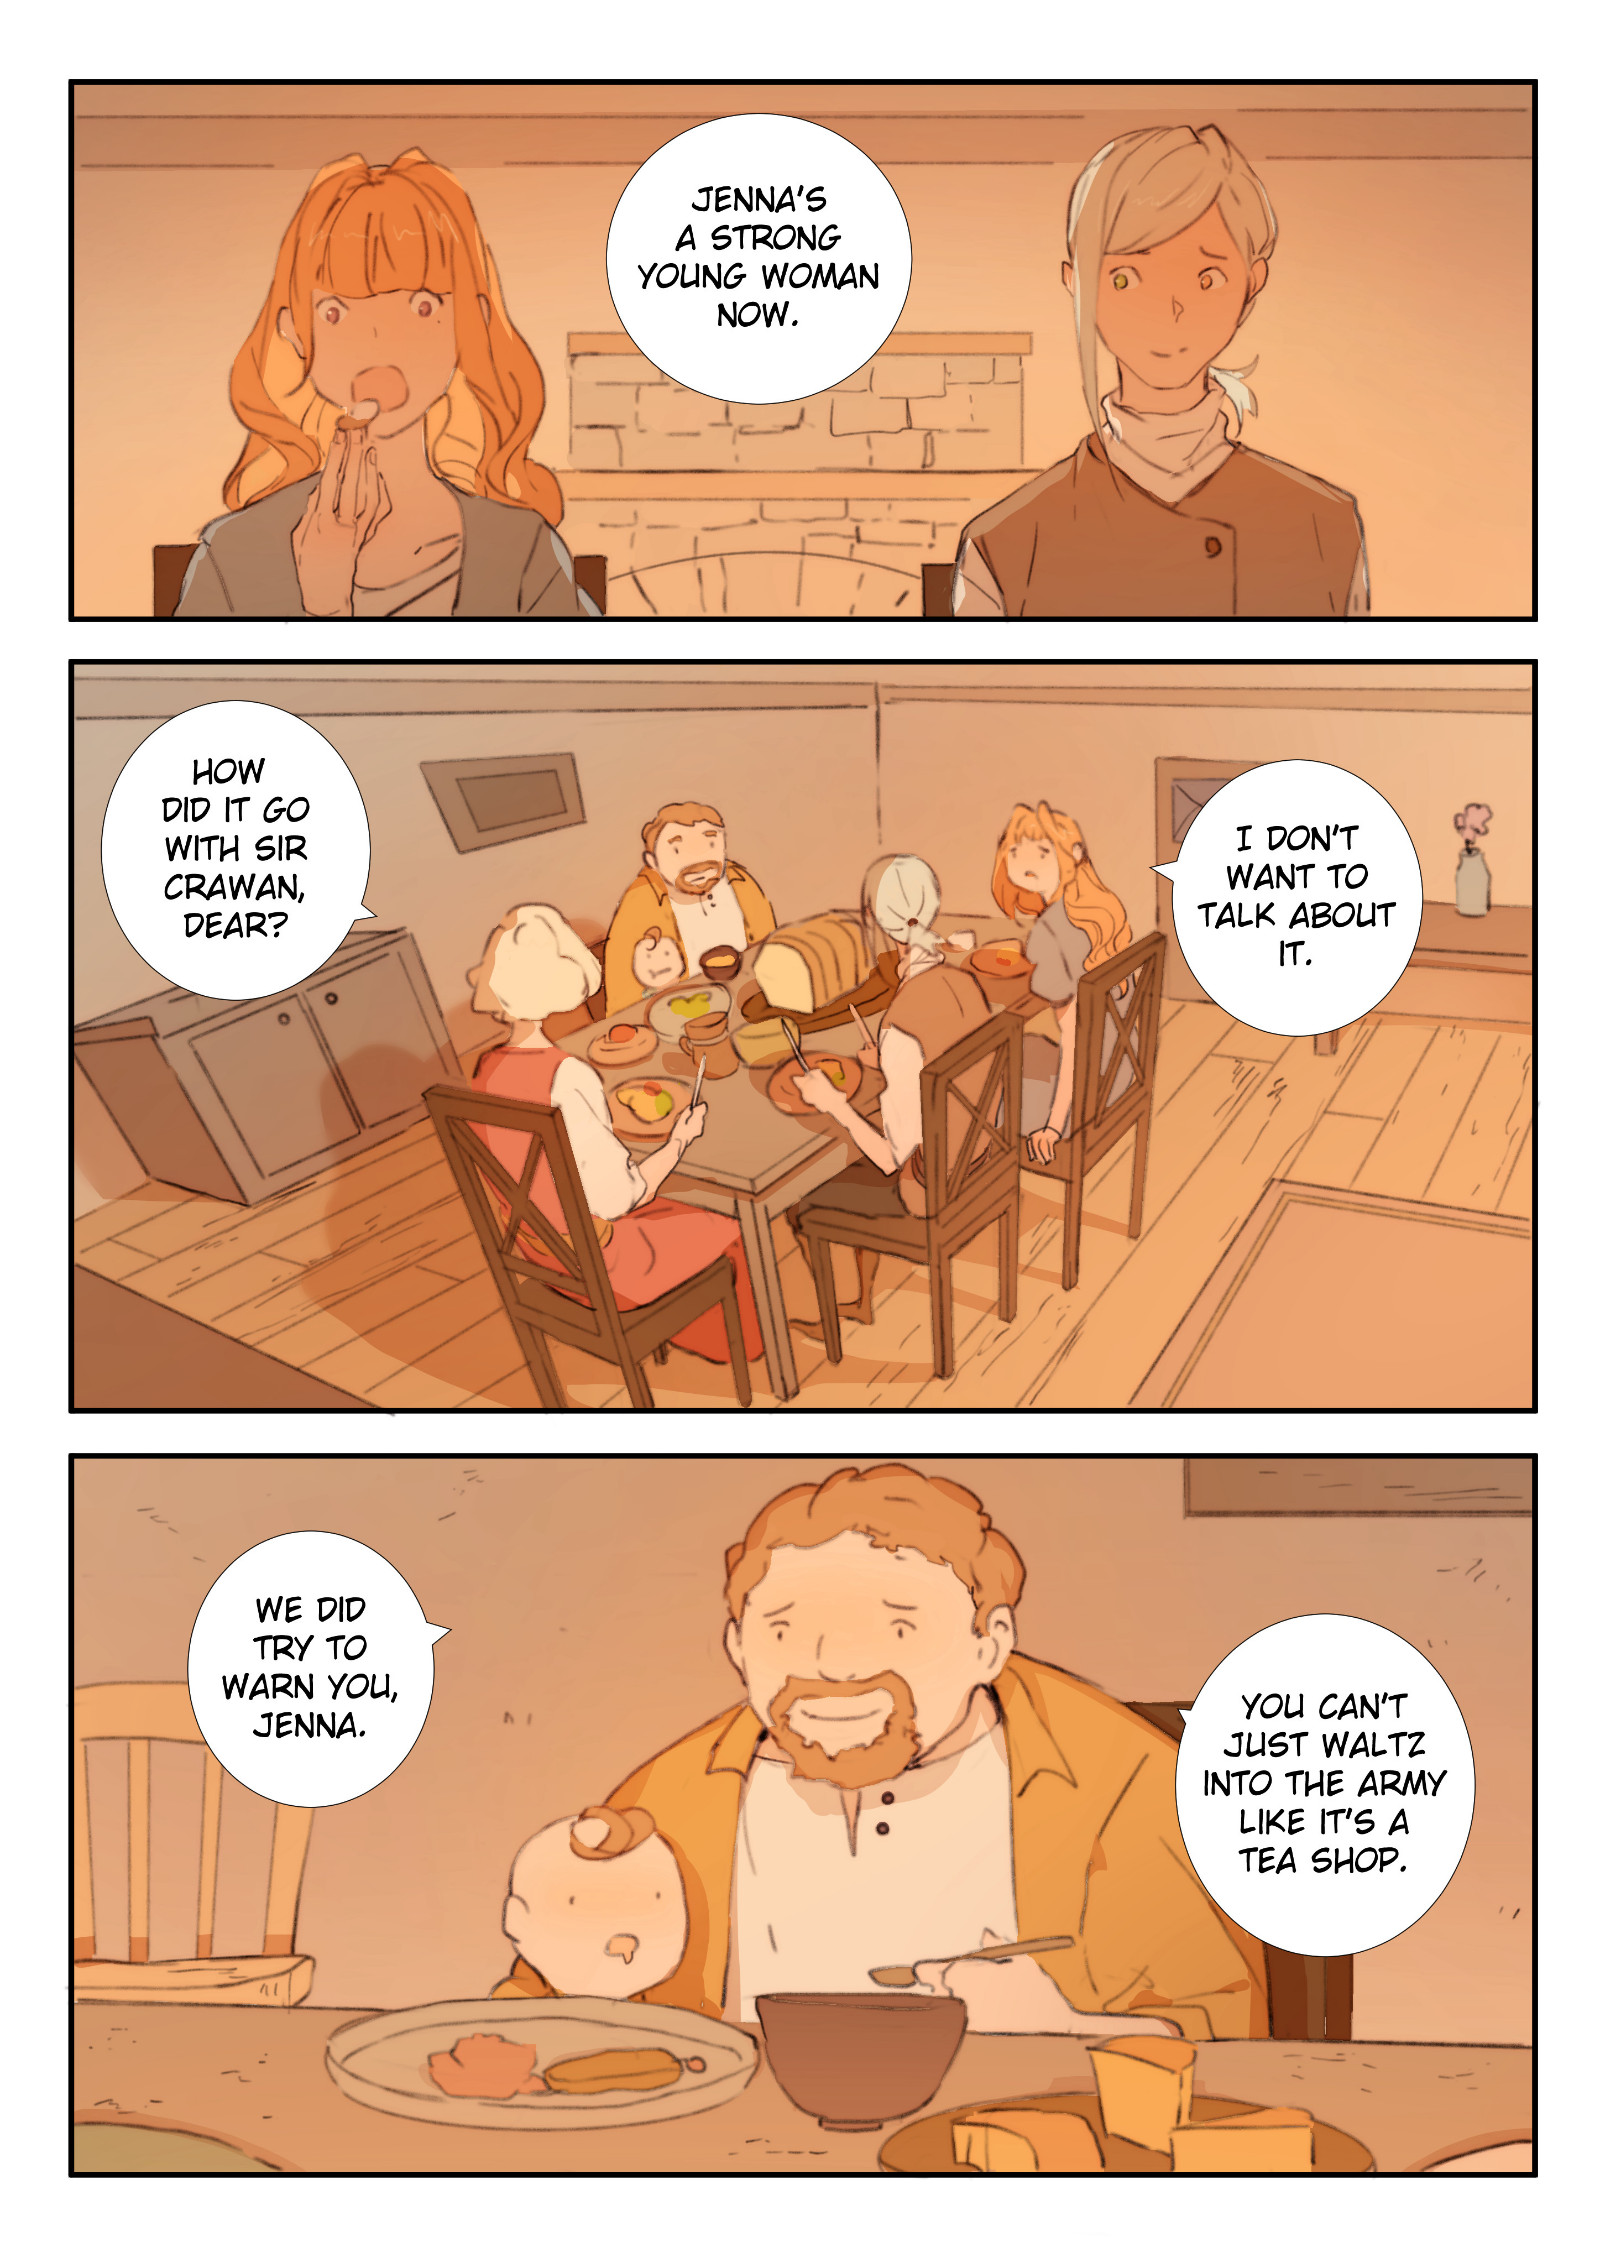 JENNA'S
A STRONG
YOUNG WOMAN
NOW.
HOW
DID IT GO
WITH SIR
CRAWAN,
DEAR?
I DON'T
WANT TO
TALK ABOUT
IT.
WE DID
TRY TO
WARN YOU,
JENNA.
YOU CAN'T
JUST WALTZ
INTO THE ARMY
LIKE IT'S A
TEA SHOP.